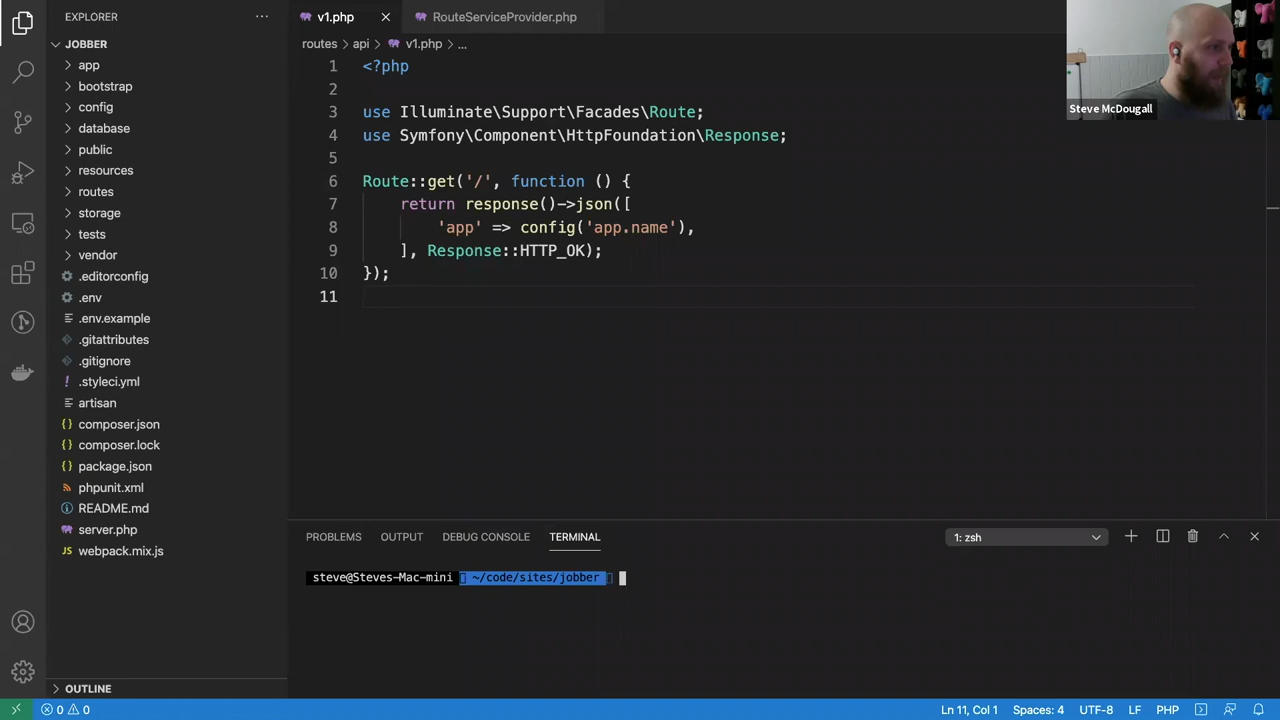 EXPLORER
JOBBER
app
bootstrap
config
database
public
resources
routes
storage
tests
vendor
.editorconfig
.env
.env.example
.gitattributes
.gitignore
.styleci.yml
artisan
composer.json
composer.lock
package.json
phpunit.xml
README.md
server.php
webpack.mix.js
OUTLINE
v1.php
RouteServiceProvider.php
routes > api > v1.php > ...
1 <?php
2
3 use Illuminate\Support\Facades\Route;
4 use Symfony\Component\HttpFoundation\Response;
5
6 Route::get('/', function () {
7 return response()->json([
8 'app' => config('app.name'),
9 ], Response::HTTP_OK);
10 });
11
Steve McDougall
PROBLEMS OUTPUT DEBUG CONSOLE TERMINAL 1: zsh
steve@Steves-Mac-mini ~/code/sites/jobber
0 0 Ln 11, Col 1 Spaces: 4 UTF-8 LF PHP